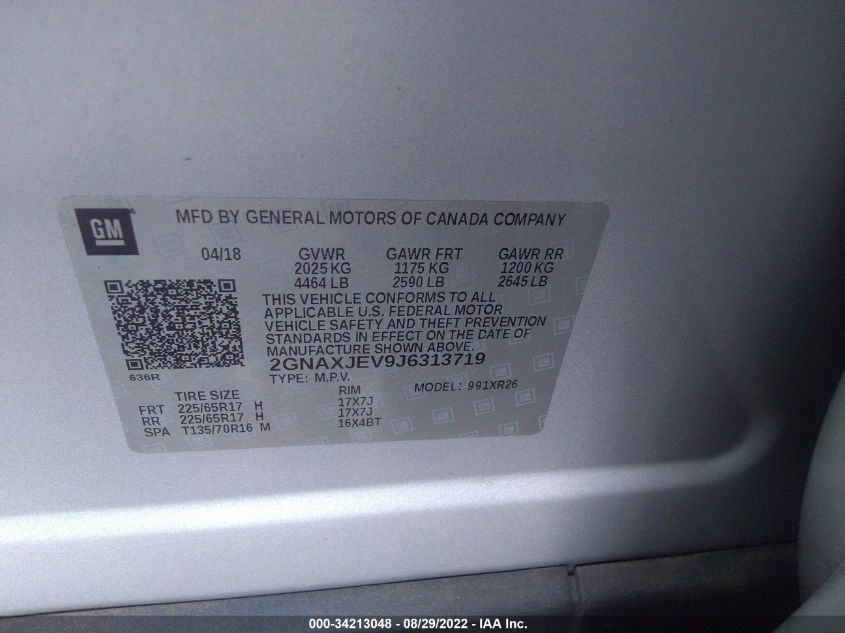 GM
MFD BY GENERAL MOTORS OF CANADA COMPANY
04/18 GVWR GAWR FRT GAWR RR
2025 KG 1175 KG 1200 KG
4464 LB 2590 LB 2645 LB
THIS VEHICLE CONFORMS TO ALL
APPLICABLE U.S. FEDERAL MOTOR
VEHICLE SAFETY AND THEFT PREVENTION
STANDARDS IN EFFECT ON THE DATE OF
MANUFACTURE SHOWN ABOVE.
2GNAXJEV9J6313719
636R TYPE: M.P.V. MODEL: 991XR26
TIRE SIZE RIM
FRT 225/65R17 H 17X7J
RR 225/65R17 H 17X7J
SPA T135/70R16 M 16X4BT
000-34213048 - 08/29/2022 - IAA Inc.